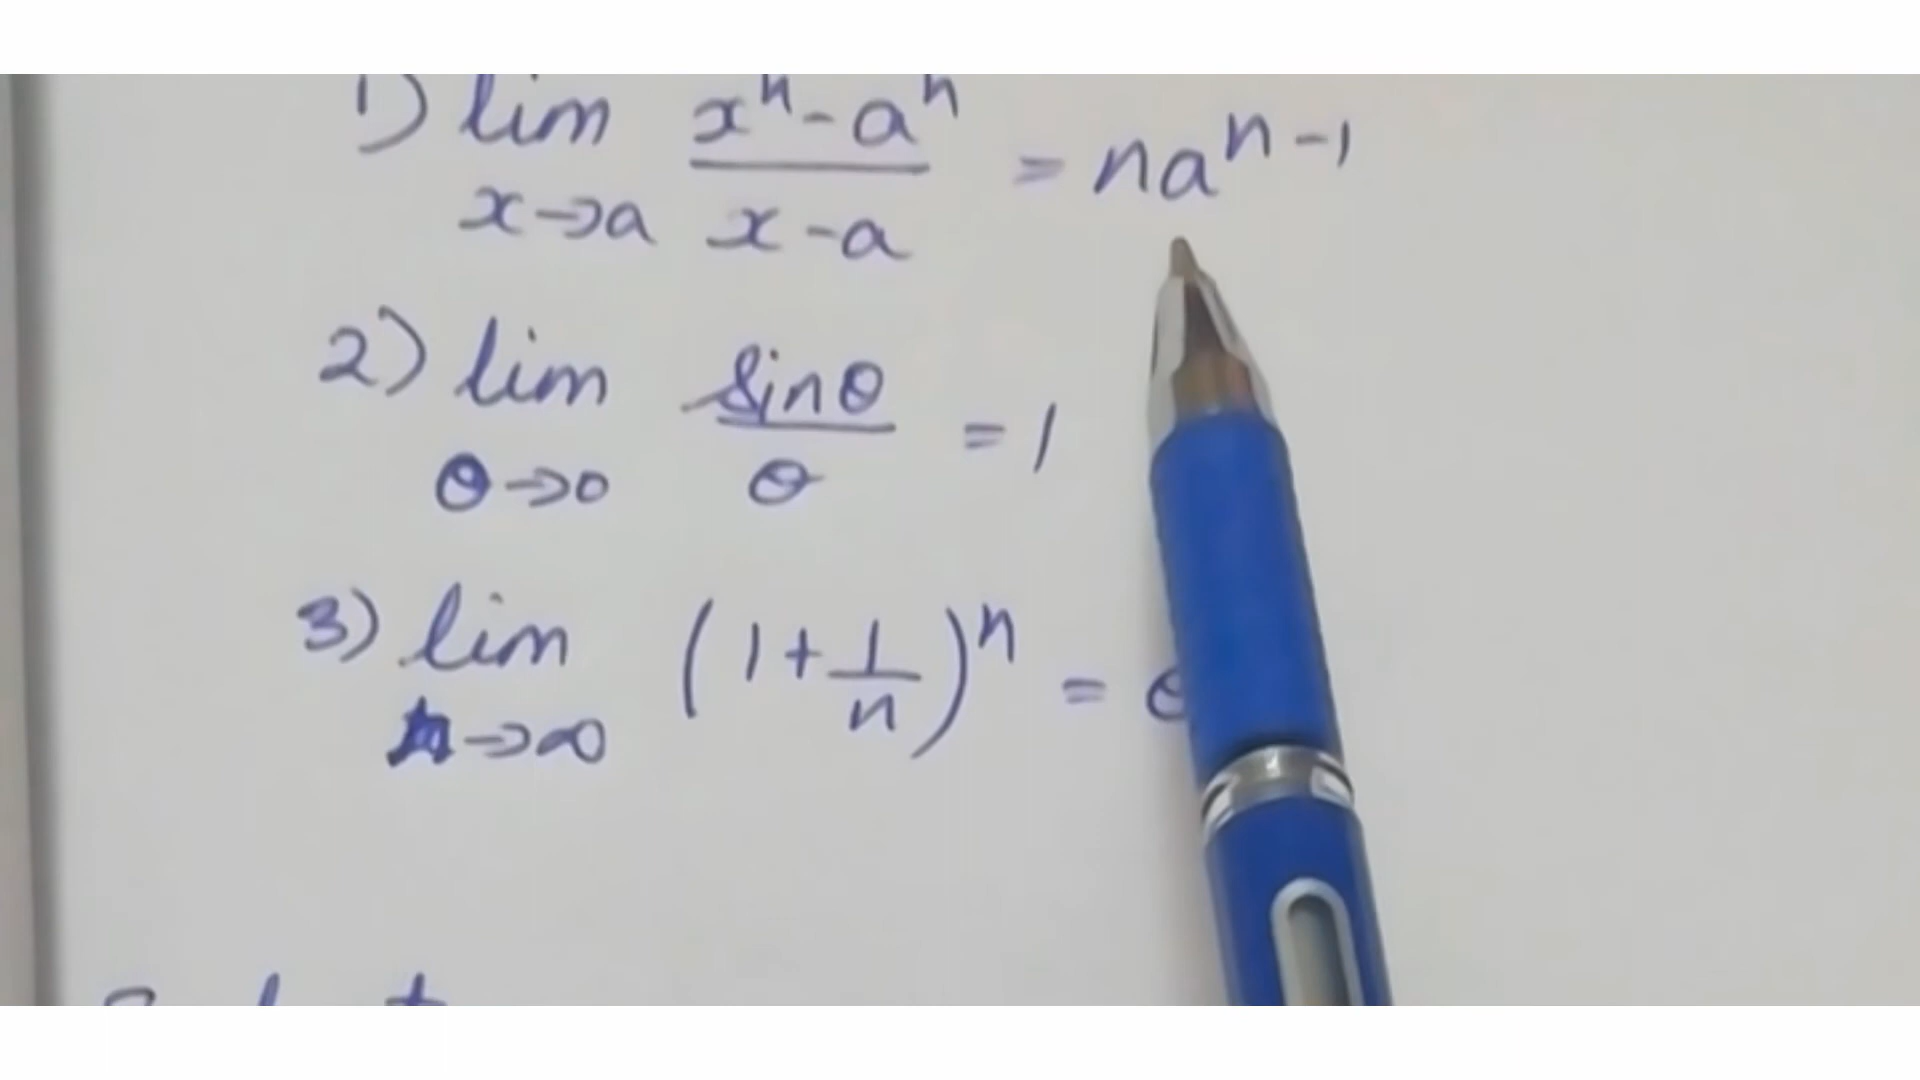 1) lim x→a (xⁿ - aⁿ)/(x - a) = naⁿ⁻¹
2) lim θ→0 sinθ/θ = 1
3) lim n→∞ (1 + 1/n)ⁿ = e